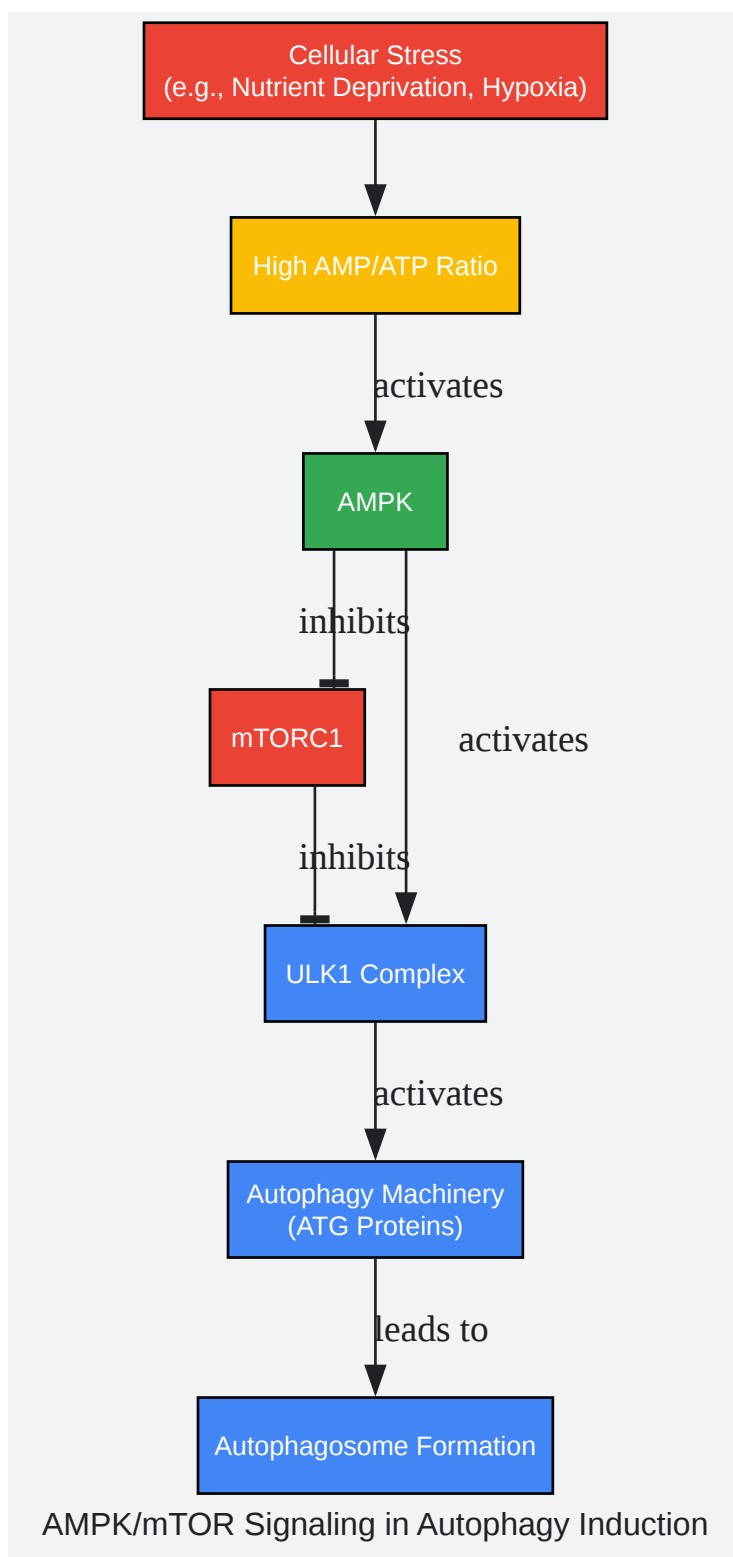 Cellular Stress
(e.g., Nutrient Deprivation, Hypoxia)
High AMP/ATP Ratio
activates
AMPK
inhibits
mTORC1
activates
inhibits
ULK1 Complex
activates
Autophagy Machinery
(ATG Proteins)
leads to
Autophagosome Formation
AMPK/mTOR Signaling in Autophagy Induction